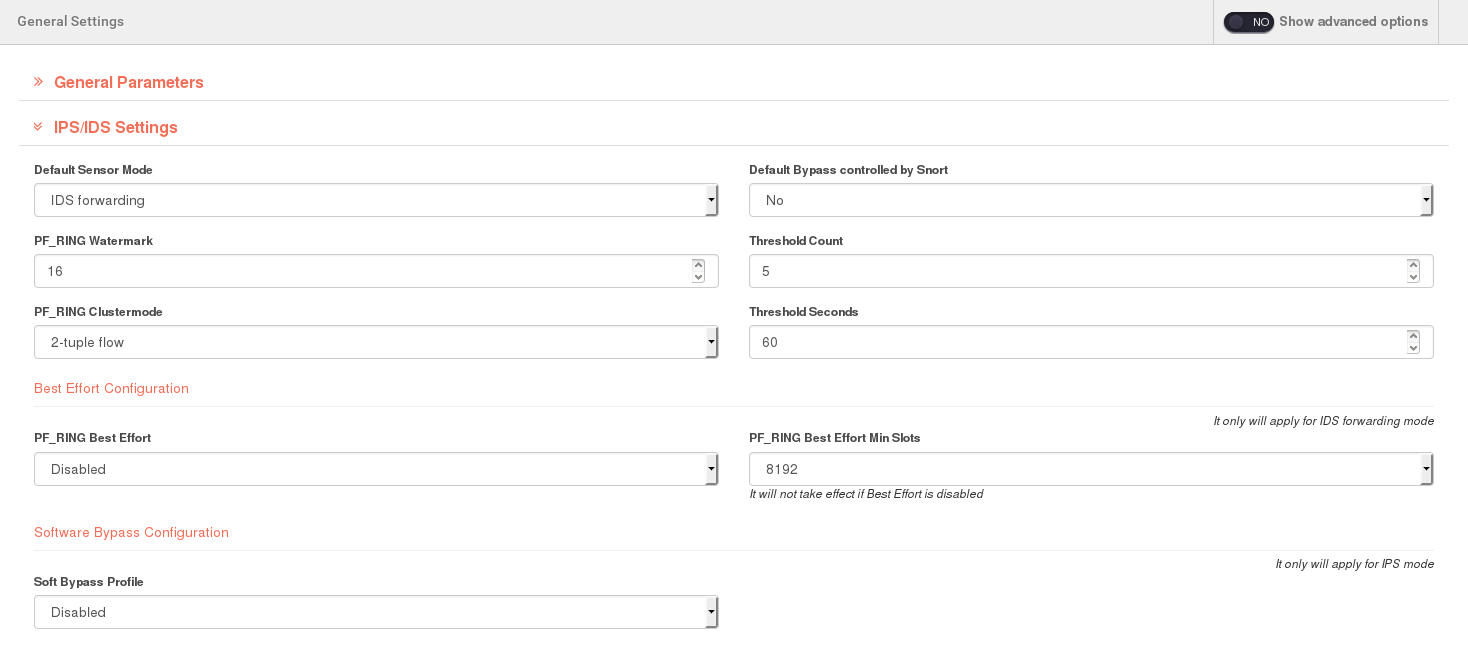 General Settings
NO Show advanced options
General Parameters
IPS/IDS Settings
Default Sensor Mode
IDS forwarding
Default Bypass controlled by Snort
No
PF_RING Watermark
16
Threshold Count
5
PF_RING Clustermode
2-tuple flow
Threshold Seconds
60
Best Effort Configuration
It only will apply for IDS forwarding mode
PF_RING Best Effort
Disabled
PF_RING Best Effort Min Slots
8192
It will not take effect if Best Effort is disabled
Software Bypass Configuration
It only will apply for IPS mode
Soft Bypass Profile
Disabled